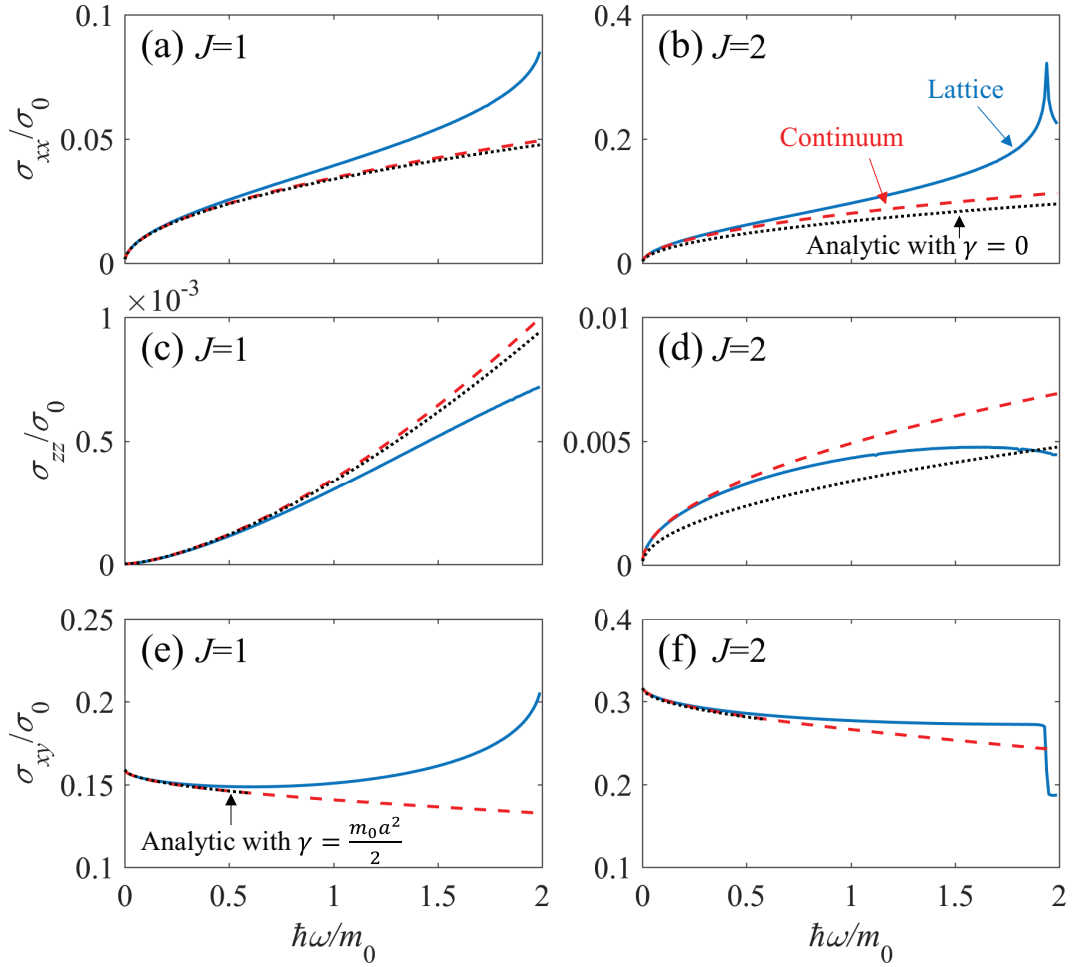 (a) J=1
0.1
0.05
0
σxx/σ0
(b) J=2
0.4
0.2
0
Lattice
Continuum
Analytic with γ = 0
×10-3
(c) J=1
1
0.5
0
σzz/σ0
(d) J=2
0.01
0.005
0
(e) J=1
0.25
0.2
0.15
0.1
σxy/σ0
Analytic with γ = m0a2/2
0 0.5 1 1.5 2
ħω/m0
(f) J=2
0.4
0.3
0.2
0.1
0 0.5 1 1.5 2
ħω/m0